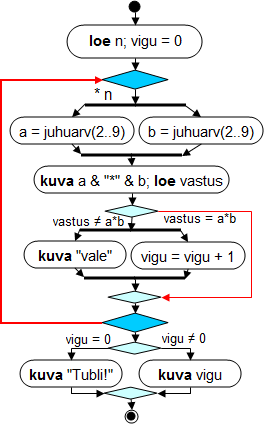 loe n; vigu = 0
* n
a = juhuarv(2..9) b = juhuarv(2..9)
kuva a & "*" & b; loe vastus
vastus ≠ a*b vastus = a*b
kuva "vale" vigu = vigu + 1
vigu = 0 vigu ≠ 0
kuva "Tubli!" kuva vigu